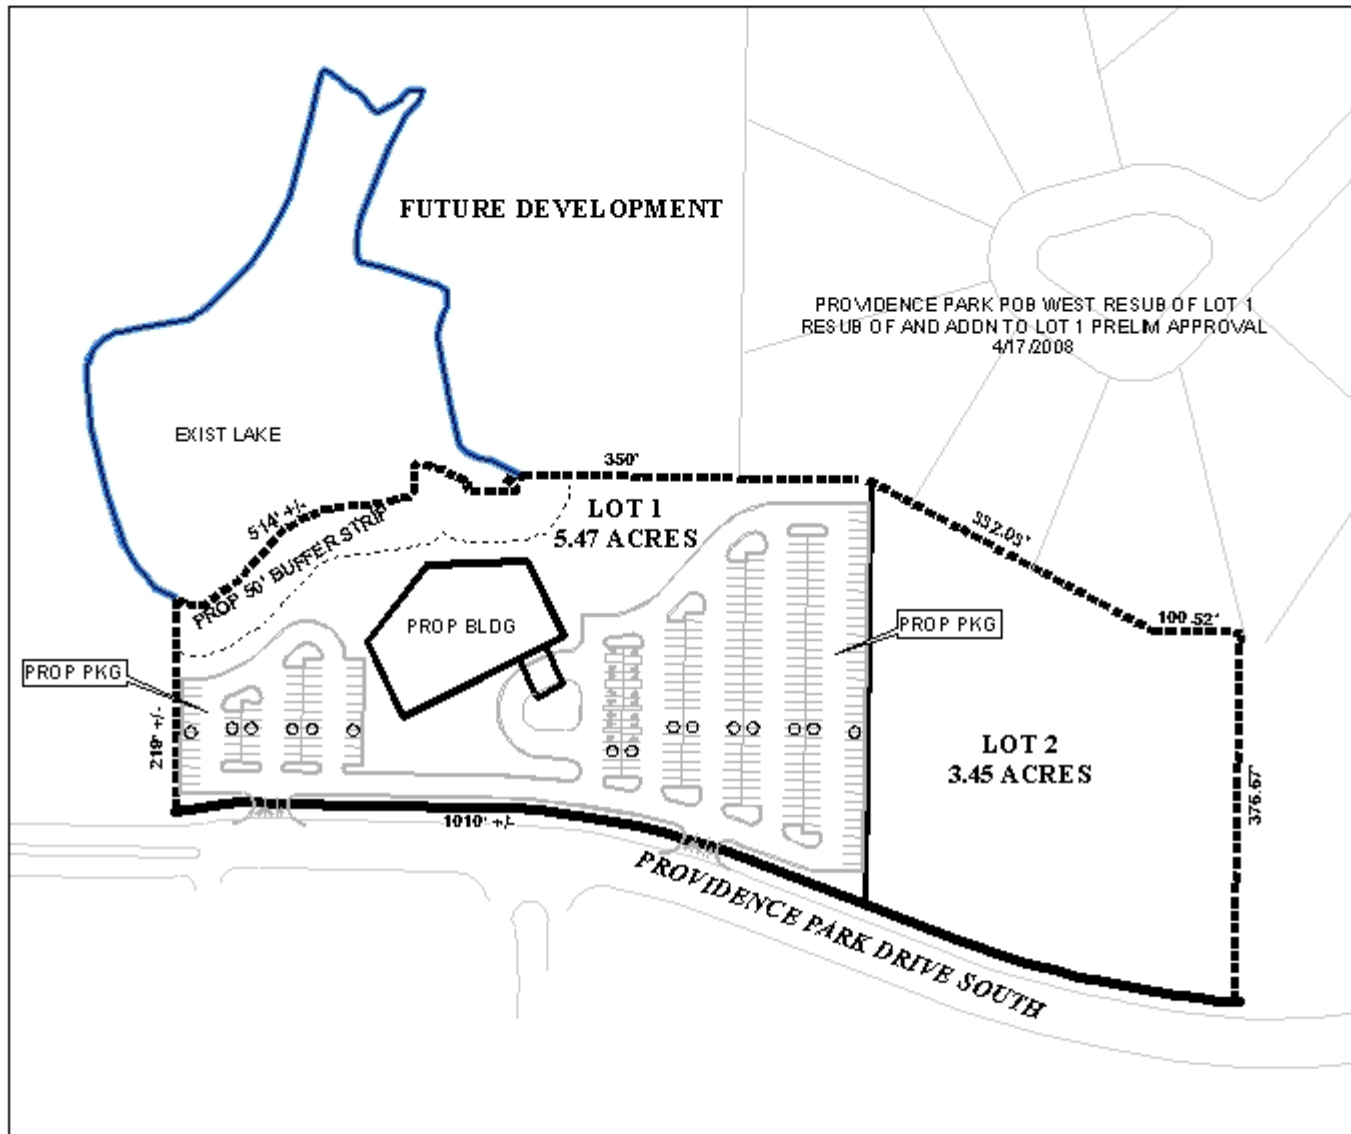 FUTURE DEVELOPMENT
PROVIDENCE PARK POB WEST RESUB OF LOT 1
RESUB OF AND ADDN TO LOT 1 PRELIM APPROVAL
4/17/2008
EXIST LAKE
350'
514' +/-
PROP 50' BUFFER STRIP
LOT 1
5.47 ACRES
332.03'
100.52'
PROP BLDG
PROP PKG
PROP PKG
219' +/-
LOT 2
3.45 ACRES
376.67'
1010' +/-
PROVIDENCE PARK DRIVE SOUTH